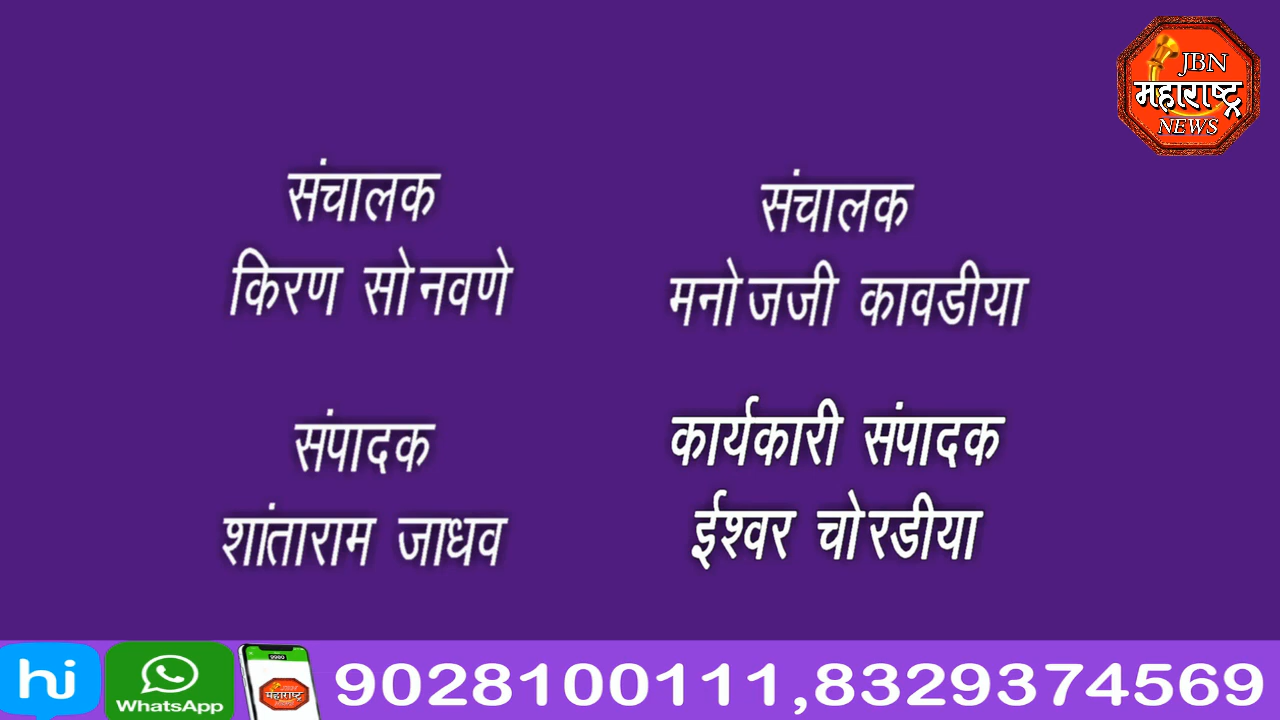 JBN
महाराष्ट्र
NEWS
संचालक
किरण सोनवणे
संचालक
मनोजजी कावडीया
संपादक
शांताराम जाधव
कार्यकारी संपादक
ईश्वर चोरडीया
hi
WhatsApp
महाराष्ट्र
9028100111,8329374569